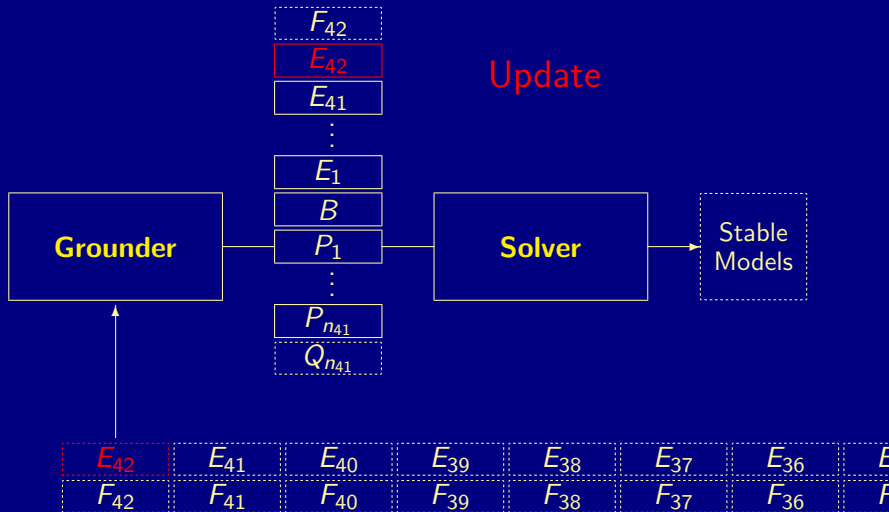 F₄₂
E₄₂
Update
E₄₁
⋮
E₁
B
Grounder
P₁
Solver
Stable
Models
⋮
Pₙ₄₁
Qₙ₄₁
E₄₂ E₄₁ E₄₀ E₃₉ E₃₈ E₃₇ E₃₆ E
F₄₂ F₄₁ F₄₀ F₃₉ F₃₈ F₃₇ F₃₆ F